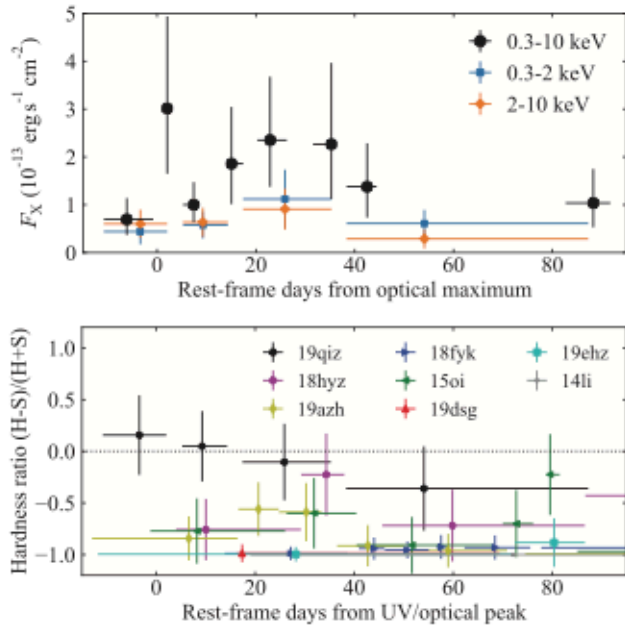 5
4
3
2
1
0
F_X (10^-13 erg s^-1 cm^-2)
0.3-10 keV
0.3-2 keV
2-10 keV
0 20 40 60 80
Rest-frame days from optical maximum
1.0
0.5
0.0
−0.5
−1.0
Hardness ratio (H-S)/(H+S)
19qiz 18fyk 19ehz
18hyz 15oi 14li
19azh 19dsg
0 20 40 60 80
Rest-frame days from UV/optical peak